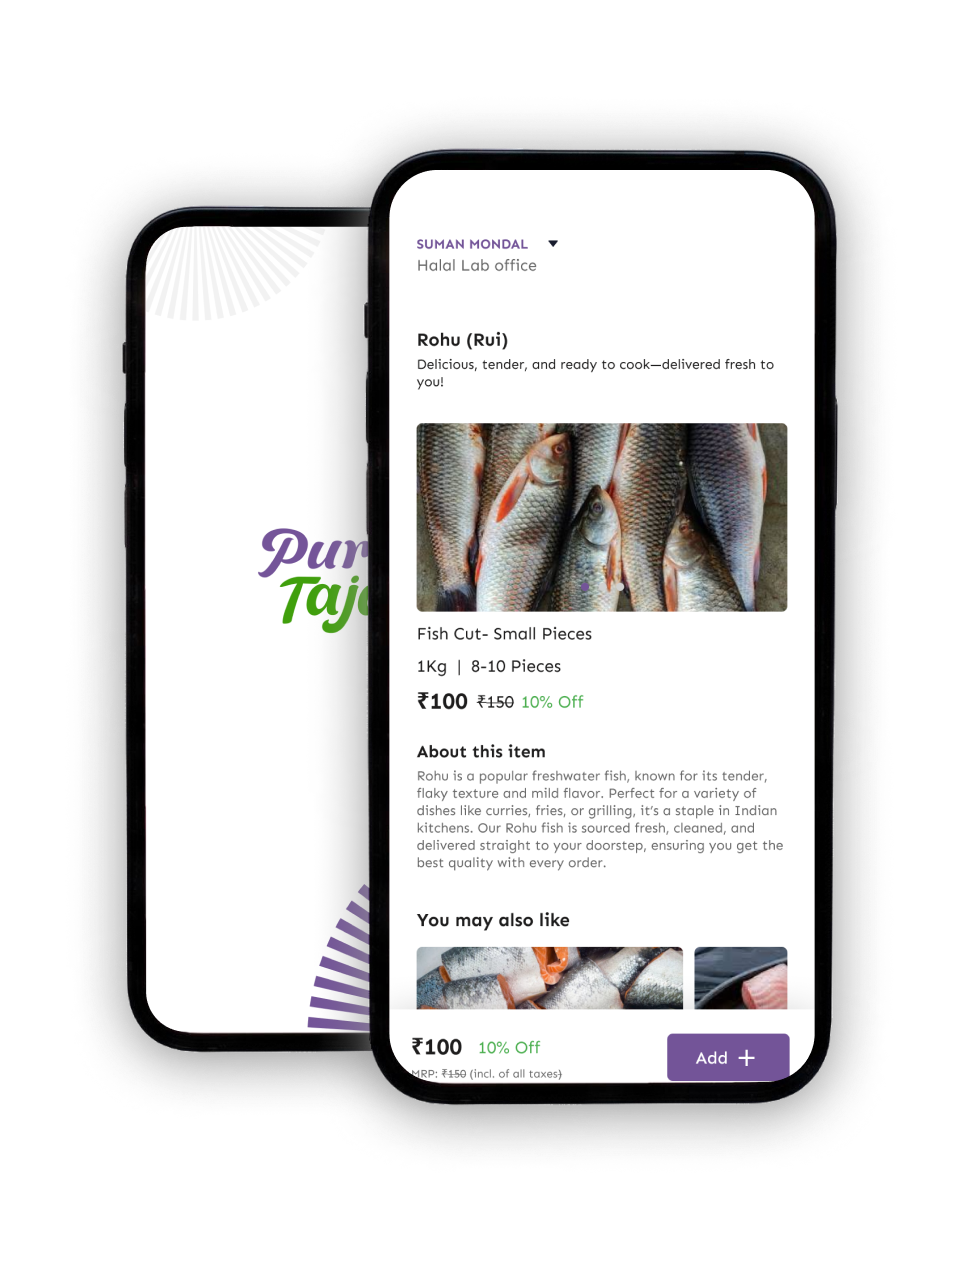 SUMAN MONDAL
Halal Lab office
Rohu (Rui)
Delicious, tender, and ready to cook—delivered fresh to
you!
Fish Cut- Small Pieces
1Kg | 8-10 Pieces
₹100 ₹150 10% Off
About this item
Rohu is a popular freshwater fish, known for its tender,
flaky texture and mild flavor. Perfect for a variety of
dishes like curries, fries, or grilling, it's a staple in Indian
kitchens. Our Rohu fish is sourced fresh, cleaned, and
delivered straight to your doorstep, ensuring you get the
best quality with every order.
You may also like
₹100 10% Off
MRP: ₹150 (incl. of all taxes)
Add +